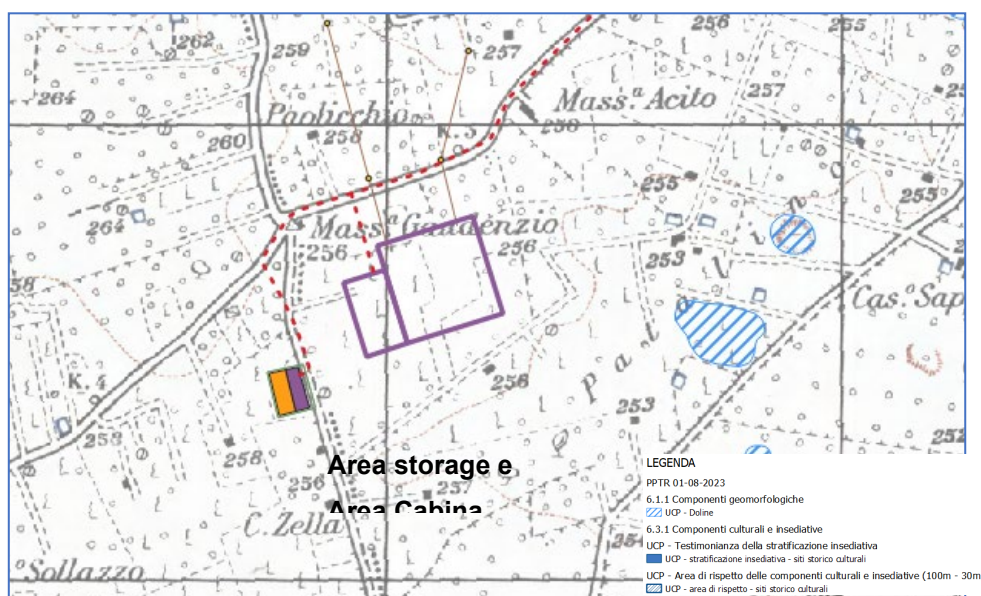 262
259
257
264
Mass.ª Acito
257
Paolicchio
258
K.3
256
260
255
255
264
Mass.ª Gaudenzio
256
256
253
58
Cas.º Sap
K.4
256
253
258
258
252
Area storage e
256
257
Area Cabina
C. Zella
254
Sollazzo
LEGENDA
PPTR 01-08-2023
6.1.1 Componenti geomorfologiche
UCP - Doline
6.3.1 Componenti culturali e insediative
UCP - Testimonianza della stratificazione insediativa
UCP - stratificazione insediativa - siti storico culturali
UCP - Area di rispetto delle componenti culturali e insediative (100m - 30m
UCP - area di rispetto - siti storico culturali